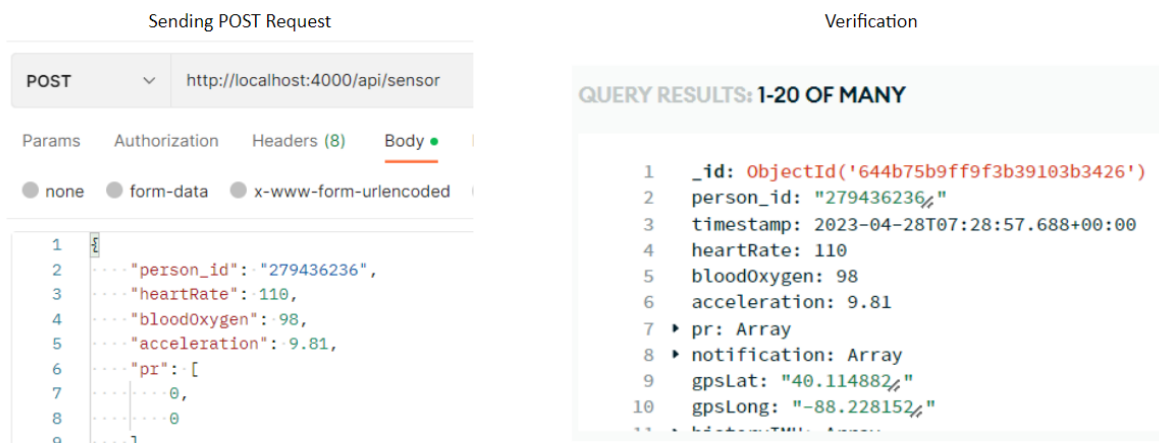 Sending POST Request
POST http://localhost:4000/api/sensor
Params Authorization Headers (8) Body
none form-data x-www-form-urlencoded
1 {
2 "person_id": "279436236",
3 "heartRate": 110,
4 "bloodOxygen": 98,
5 "acceleration": 9.81,
6 "pr": [
7 0,
8 0
9 ]
Verification
QUERY RESULTS: 1-20 OF MANY
1 _id: ObjectId('644b75b9ff9f3b39103b3426')
2 person_id: "279436236"
3 timestamp: 2023-04-28T07:28:57.688+00:00
4 heartRate: 110
5 bloodOxygen: 98
6 acceleration: 9.81
7 pr: Array
8 notification: Array
9 gpsLat: "40.114882"
10 gpsLong: "-88.228152"